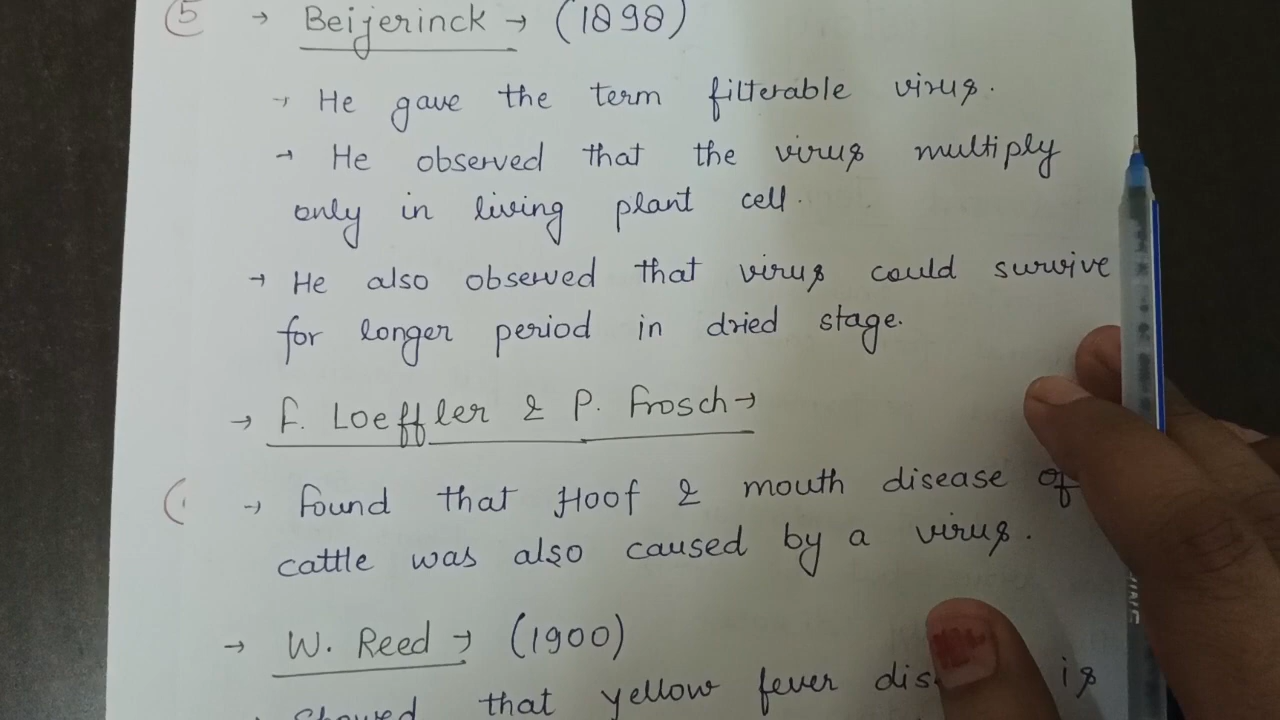 5 → Beijerinck → (1898)
→ He gave the term filterable virus.
→ He observed that the virus multiply
only in living plant cell.
→ He also observed that virus could survive
for longer period in dried stage.
→ F. Loeffler & P. Frosch →
→ Found that Hoof & mouth disease of
cattle was also caused by a virus.
→ W. Reed → (1900)
Showed that yellow fever is